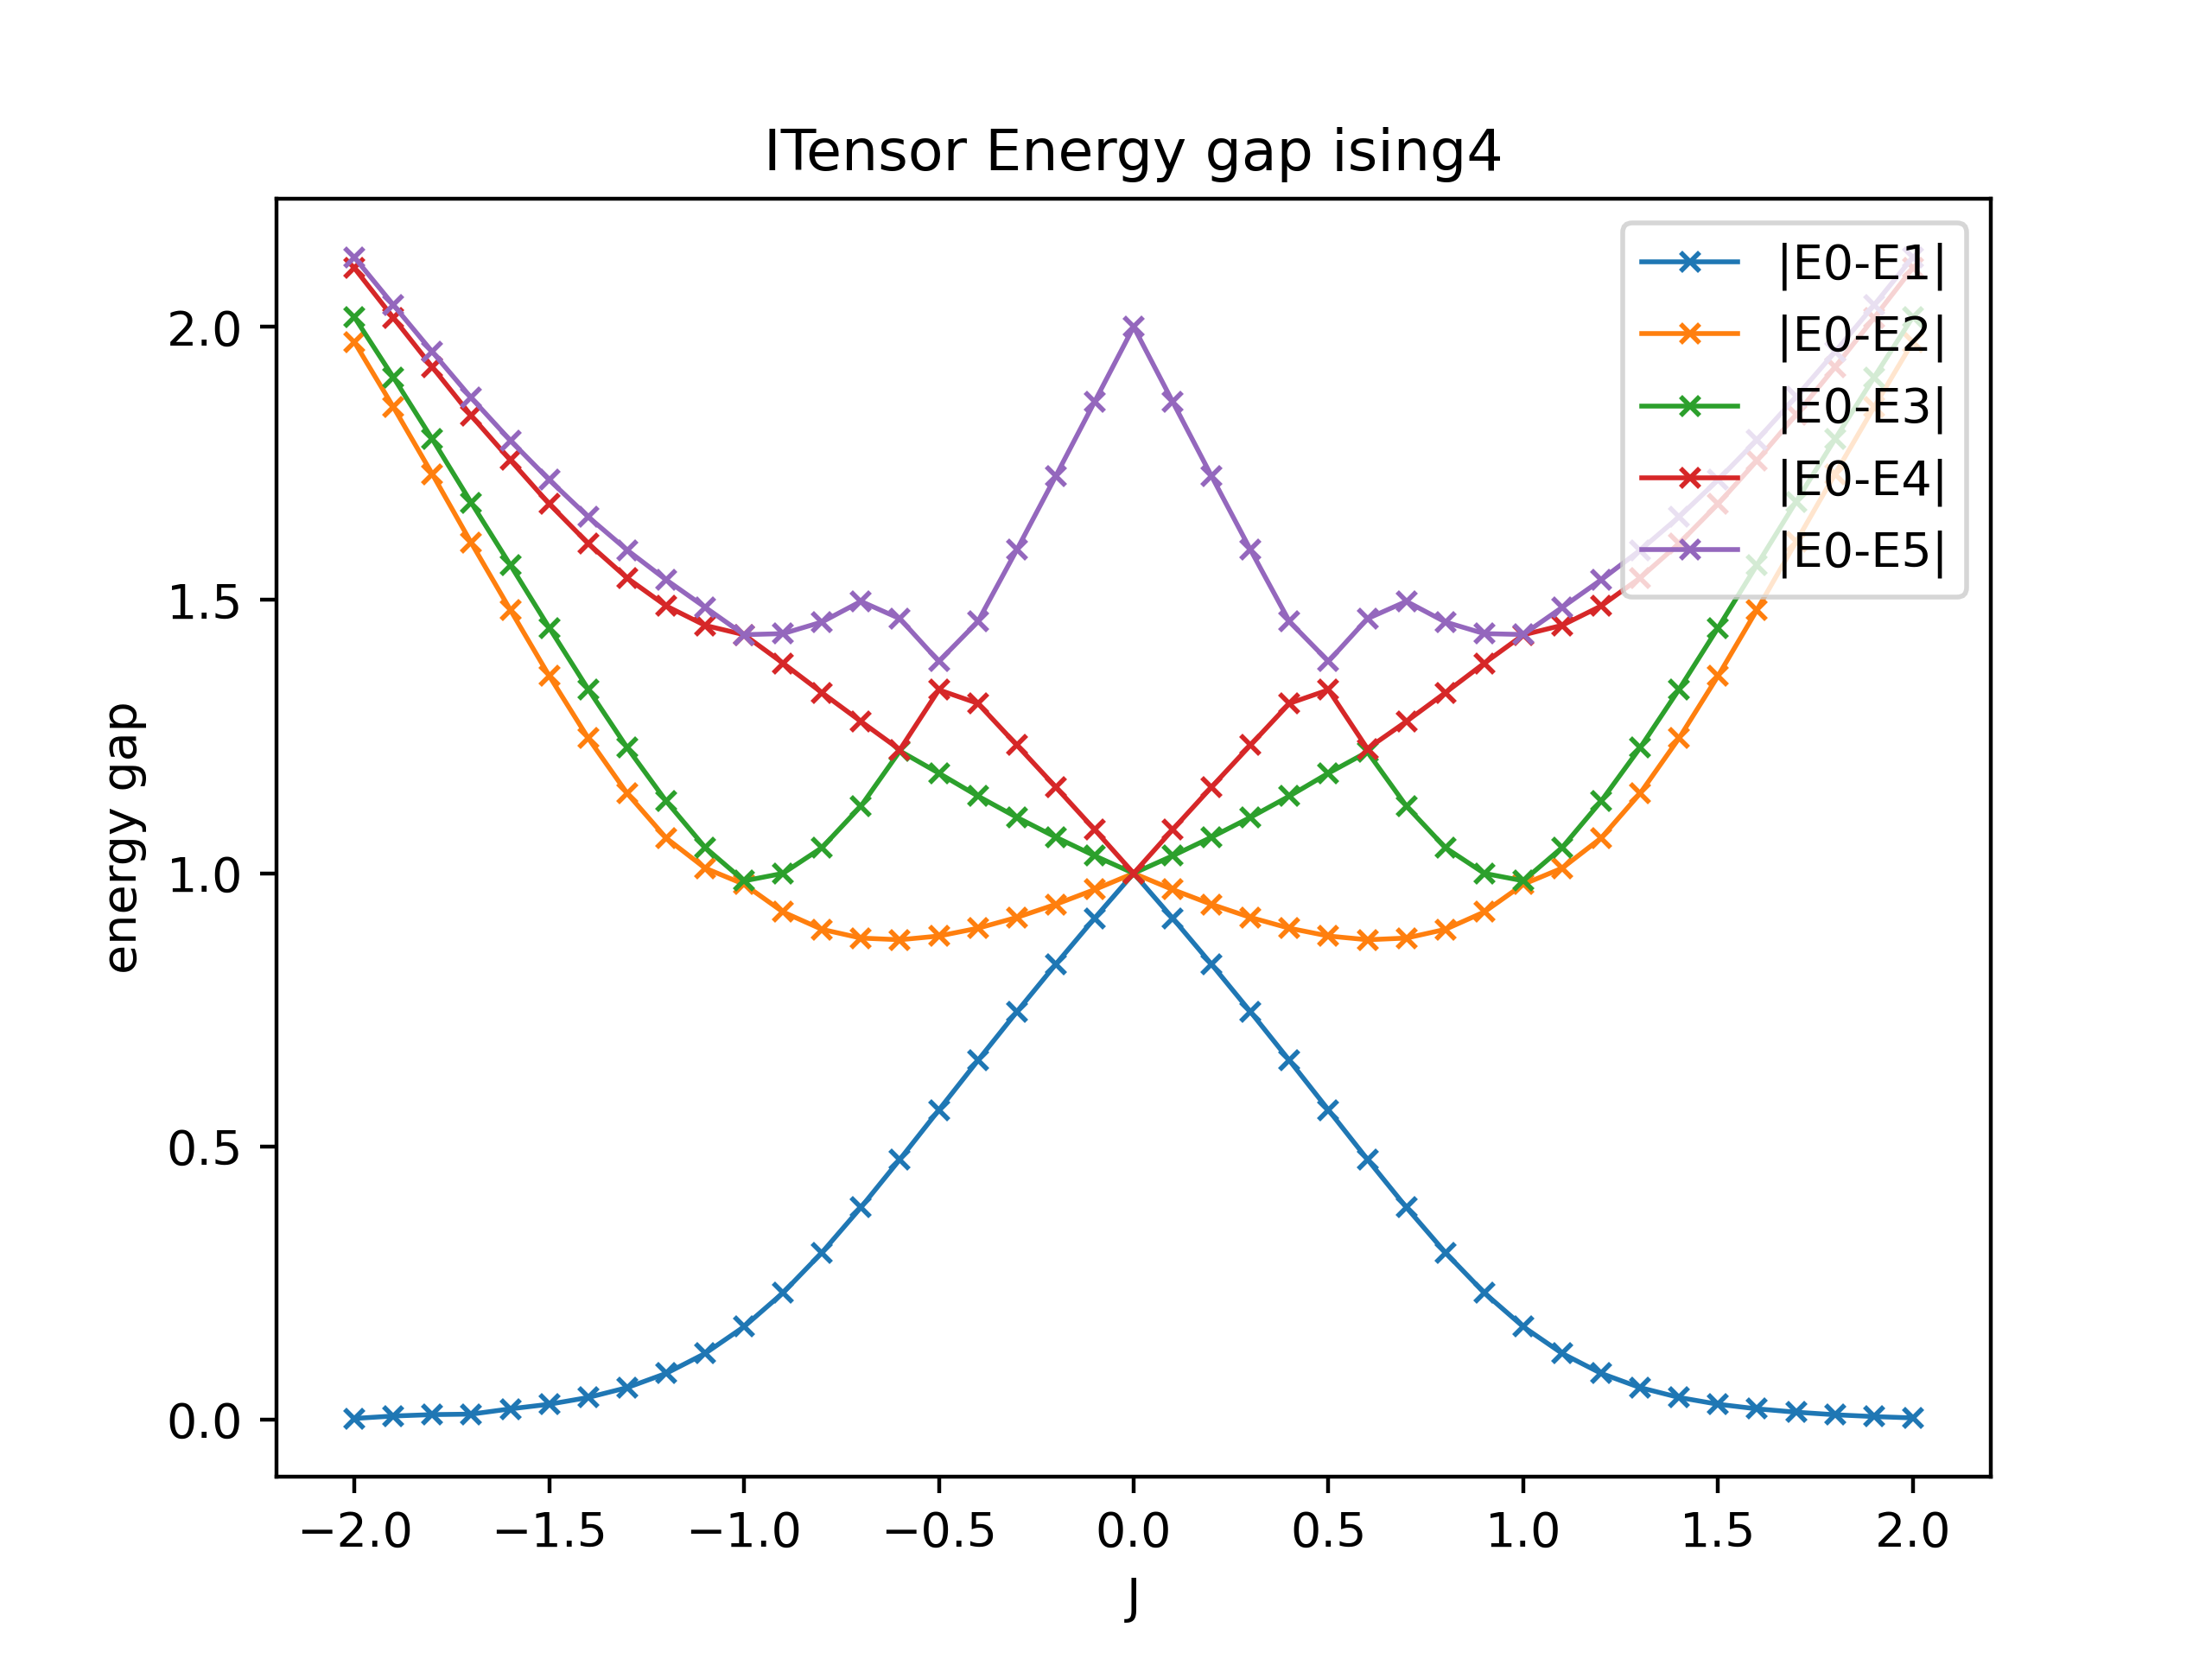 ITensor Energy gap ising4
|E0-E1|
|E0-E2|
|E0-E3|
|E0-E4|
|E0-E5|
energy gap
2.0
1.5
1.0
0.5
0.0
−2.0 −1.5 −1.0 −0.5 0.0 0.5 1.0 1.5 2.0
J